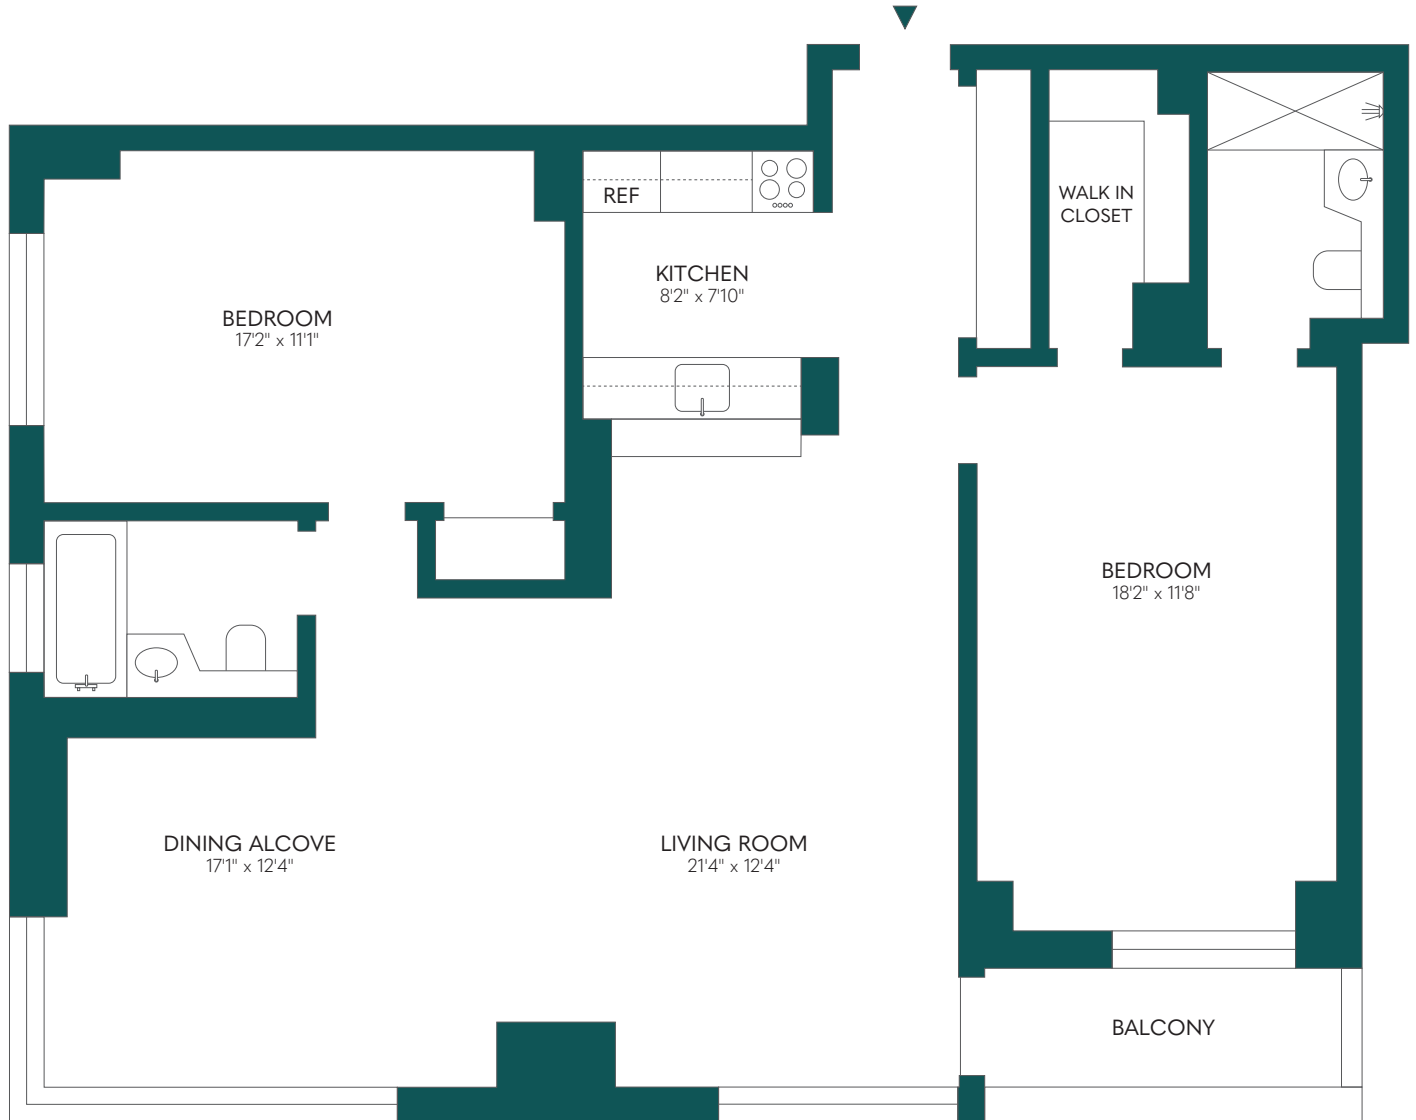 REF
WALK IN
CLOSET
KITCHEN
8'2" x 7'10"
BEDROOM
17'2" x 11'1"
BEDROOM
18'2" x 11'8"
DINING ALCOVE
17'1" x 12'4"
LIVING ROOM
21'4" x 12'4"
BALCONY